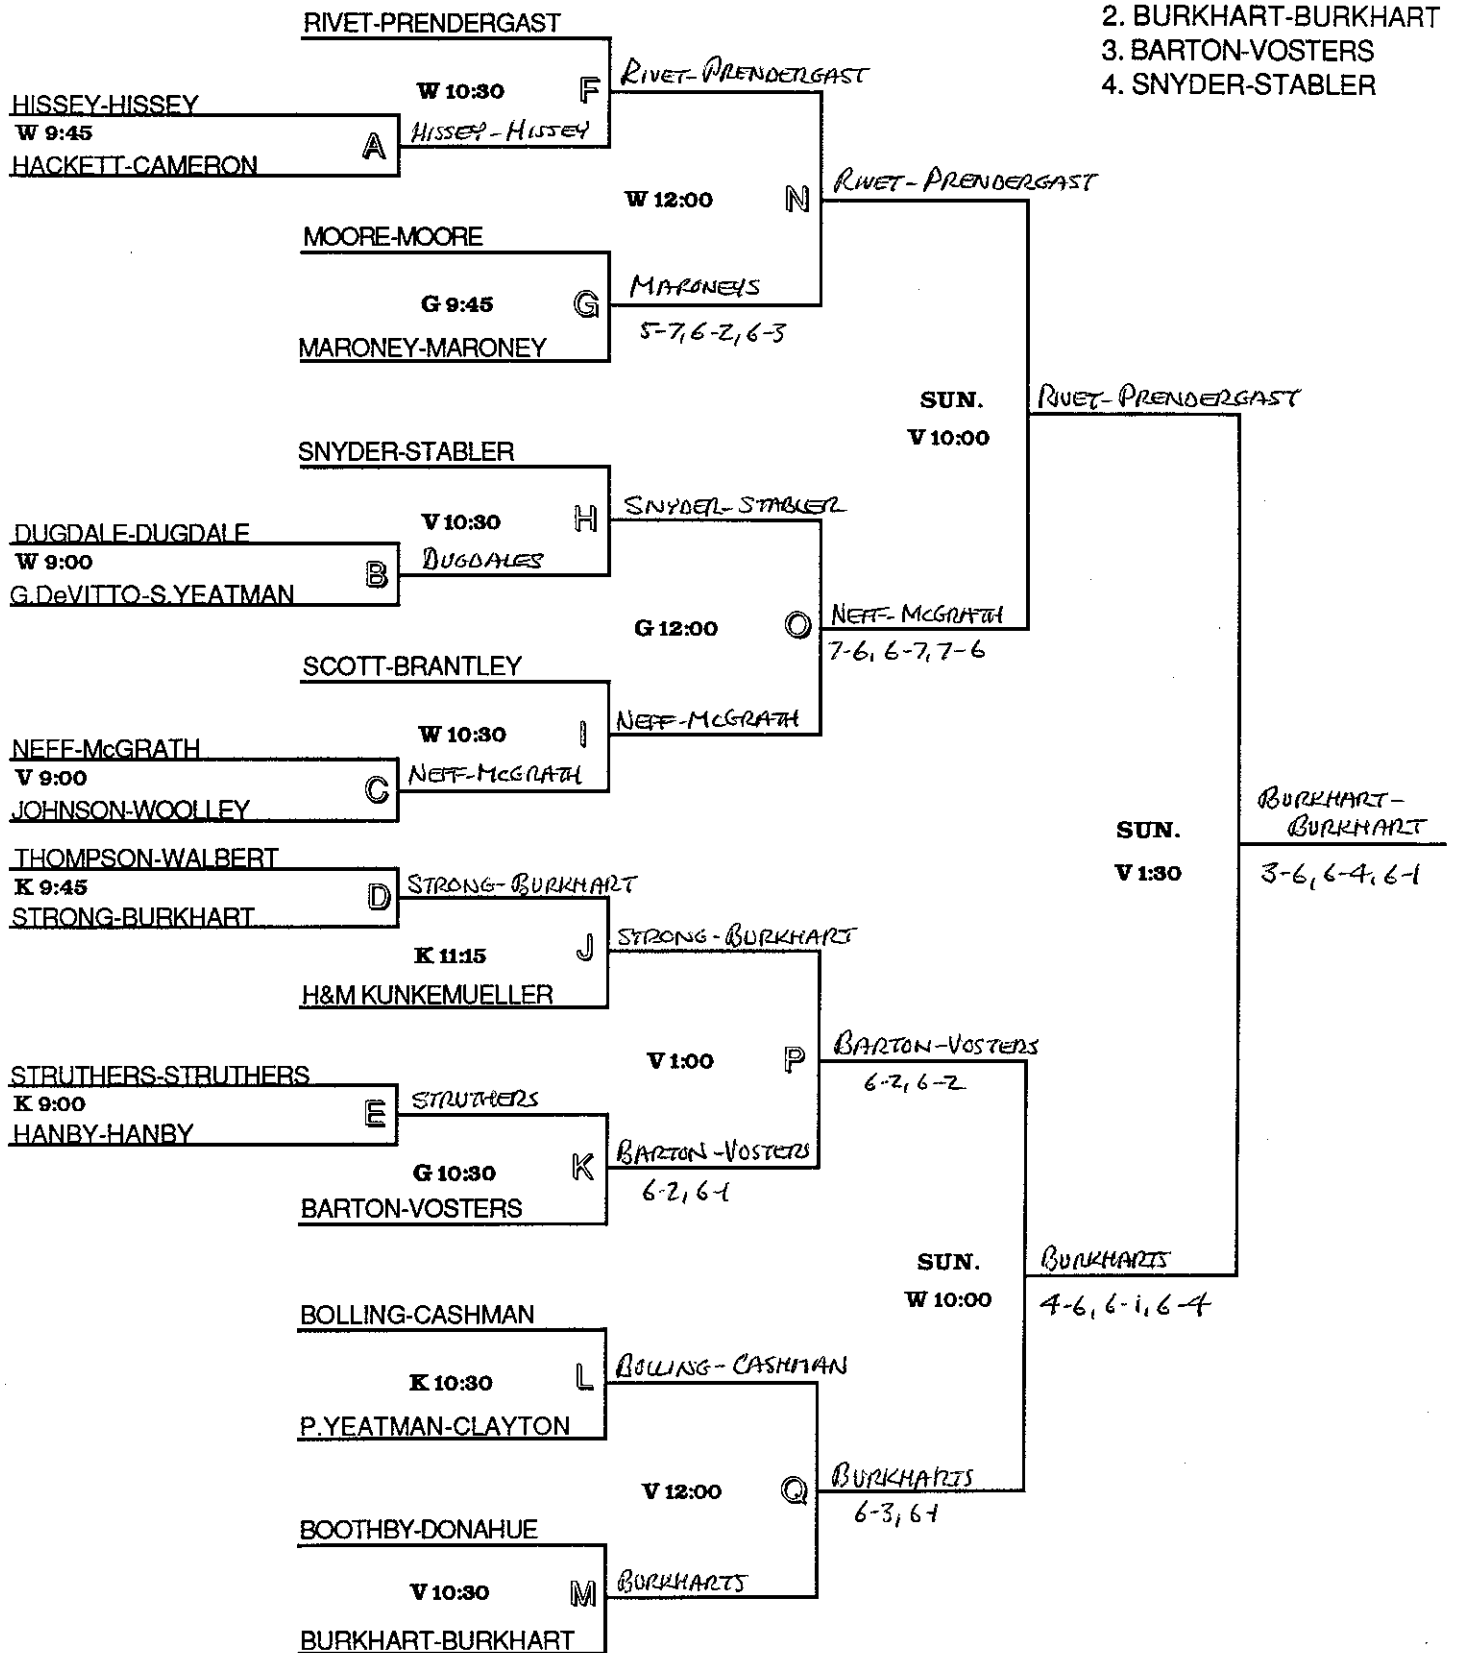 2. BURKHART-BURKHART
3. BARTON-VOSTERS
4. SNYDER-STABLER
RIVET-PRENDERGAST
W 10:30 F
RIVET-PRENDERGAST
HISSEY-HISSEY
W 9:45 A
HACKETT-CAMERON
HISSEY-HISSEY
W 12:00 N
RIVET-PRENDERGAST
MOORE-MOORE
G 9:45 G
MARONEY-MARONEY
MARONEYS
5-7, 6-2, 6-3
SUN.
V 10:00
RIVET-PRENDERGAST
SNYDER-STABLER
V 10:30 H
SNYDER-STABLER
DUGDALE-DUGDALE
W 9:00 B
G.DeVITTO-S.YEATMAN
DUGDALES
G 12:00 O
NEFF-McGRATH
7-6, 6-7, 7-6
SCOTT-BRANTLEY
W 10:30 I
NEFF-McGRATH
NEFF-McGRATH
V 9:00 C
JOHNSON-WOOLLEY
NEFF-McGRATH
SUN.
V 1:30
BURKHART-
BURKHART
3-6, 6-4, 6-1
THOMPSON-WALBERT
K 9:45 D
STRONG-BURKHART
STRONG-BURKHART
K 11:15 J
H&M KUNKEMUELLER
STRONG-BURKHART
V 1:00 P
BARTON-VOSTERS
6-2, 6-2
STRUTHERS-STRUTHERS
K 9:00 E
HANBY-HANBY
STRUTHERS
G 10:30 K
BARTON-VOSTERS
BARTON-VOSTERS
6-2, 6-1
SUN.
W 10:00
BURKHARTS
4-6, 6-1, 6-4
BOLLING-CASHMAN
K 10:30 L
P.YEATMAN-CLAYTON
BOLLING-CASHMAN
V 12:00 Q
BURKHARTS
6-3, 6-1
BOOTHBY-DONAHUE
V 10:30 M
BURKHART-BURKHART
BURKHARTS